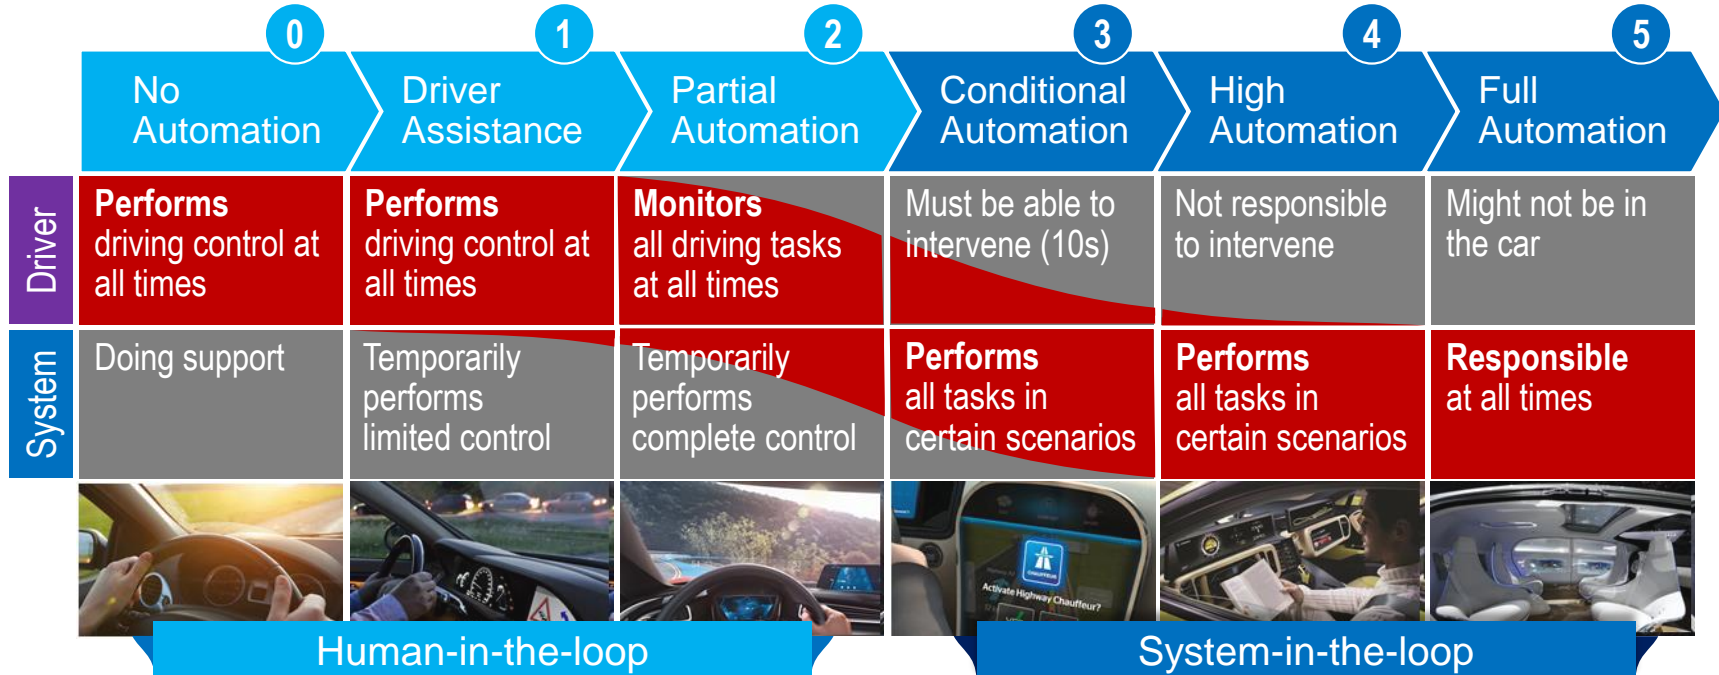 0
1
2
3
4
5
No
Automation
Driver
Assistance
Partial
Automation
Conditional
Automation
High
Automation
Full
Automation
Driver
Performs
driving control at
all times
Performs
driving control at
all times
Monitors
all driving tasks
at all times
Must be able to
intervene (10s)
Not responsible
to intervene
Might not be in
the car
System
Doing support
Temporarily
performs
limited control
Temporarily
performs
complete control
Performs
all tasks in
certain scenarios
Performs
all tasks in
certain scenarios
Responsible
at all times
CHAUFFEUR
Activate Highway Chauffeur?
Human-in-the-loop
System-in-the-loop